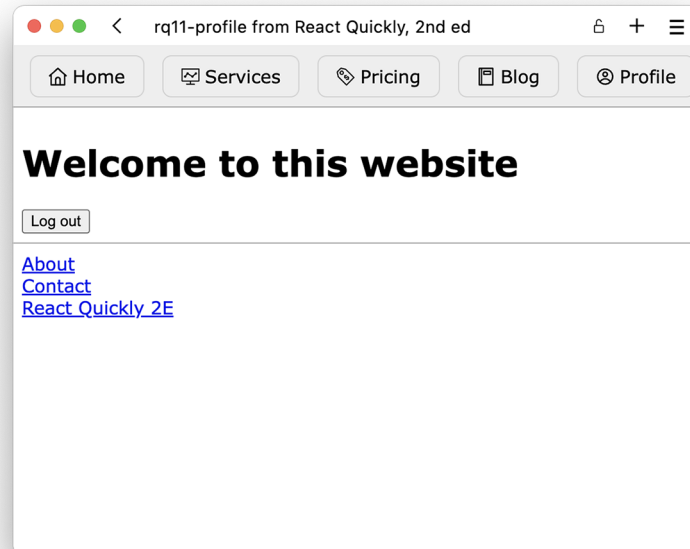 rq11-profile from React Quickly, 2nd ed
Home Services Pricing Blog Profile
Welcome to this website
Log out
About
Contact
React Quickly 2E